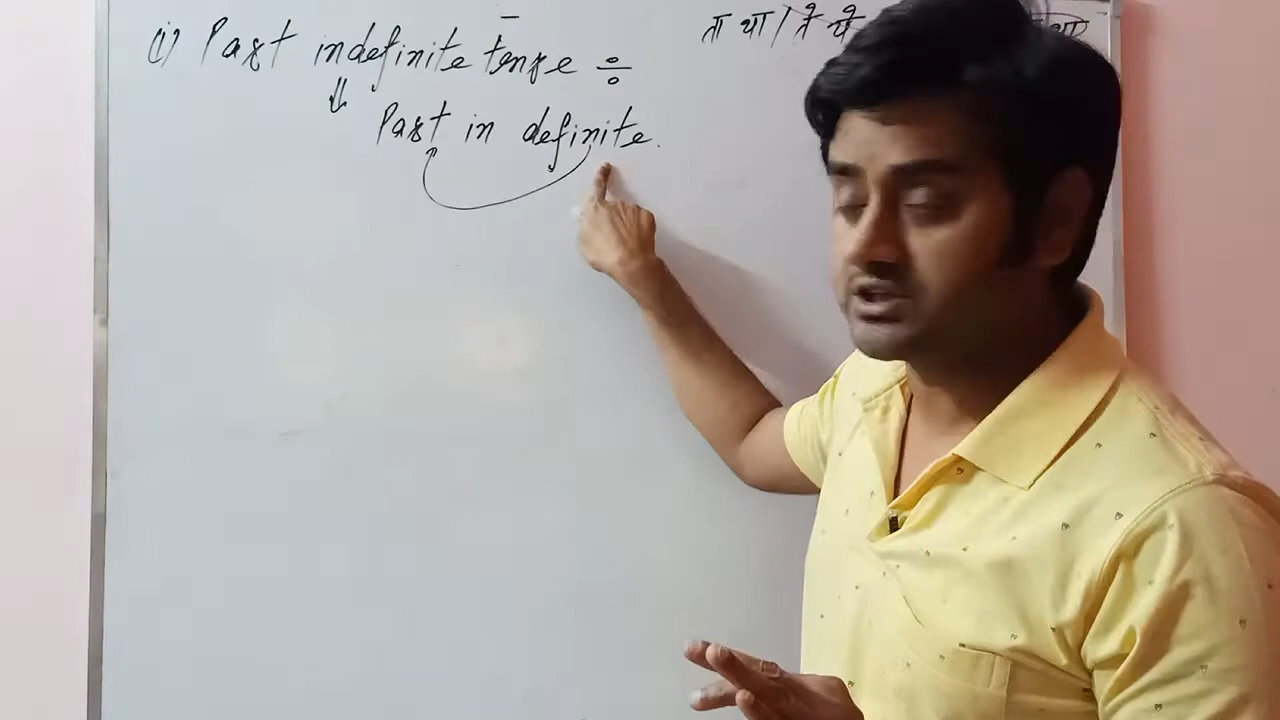 (i) Past indefinite tense ÷
ता था / ते थे
Past in definite.